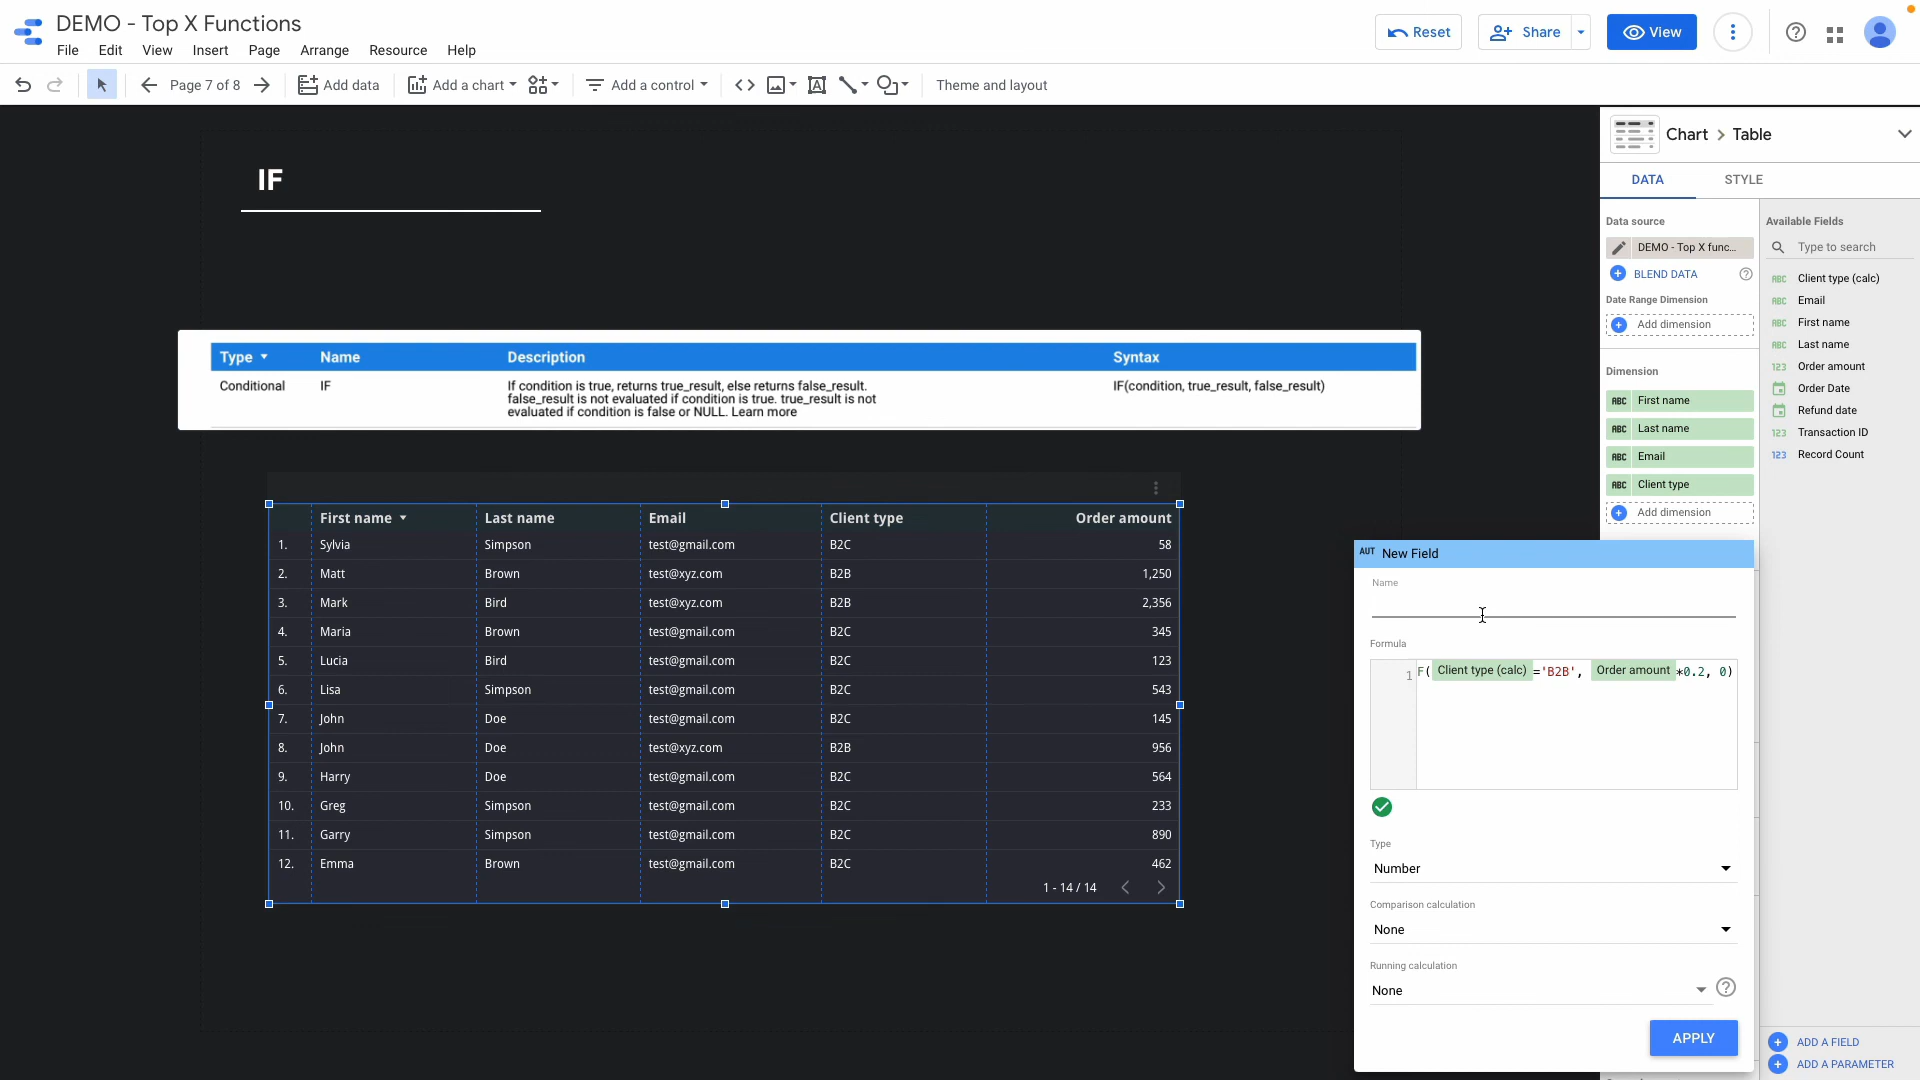 DEMO - Top X Functions
File Edit View Insert Page Arrange Resource Help
Reset
Share
View
Page 7 of 8
Add data
Add a chart
Add a control
Theme and layout
IF
Type Name Description Syntax
Conditional IF If condition is true, returns true_result, else returns false_result. IF(condition, true_result, false_result)
false_result is not evaluated if condition is true. true_result is not
evaluated if condition is false or NULL. Learn more
First name Last name Email Client type Order amount
1. Sylvia Simpson test@gmail.com B2C 58
2. Matt Brown test@xyz.com B2B 1,250
3. Mark Bird test@xyz.com B2B 2,356
4. Maria Brown test@gmail.com B2C 345
5. Lucia Bird test@gmail.com B2C 123
6. Lisa Simpson test@gmail.com B2C 543
7. John Doe test@gmail.com B2C 145
8. John Doe test@xyz.com B2B 956
9. Harry Doe test@gmail.com B2C 564
10. Greg Simpson test@gmail.com B2C 233
11. Garry Simpson test@gmail.com B2C 890
12. Emma Brown test@gmail.com B2C 462
1 - 14 / 14
Chart > Table
DATA STYLE
Data source
DEMO - Top X func...
BLEND DATA
Date Range Dimension
Add dimension
Dimension
ABC First name
ABC Last name
ABC Email
ABC Client type
Add dimension
Available Fields
Type to search
ABC Client type (calc)
ABC Email
ABC First name
ABC Last name
123 Order amount
Order Date
Refund date
123 Transaction ID
123 Record Count
AUT New Field
Name
Formula
1 F( Client type (calc) ='B2B', Order amount *0.2, 0)
Type
Number
Comparison calculation
None
Running calculation
None
APPLY
ADD A FIELD
ADD A PARAMETER